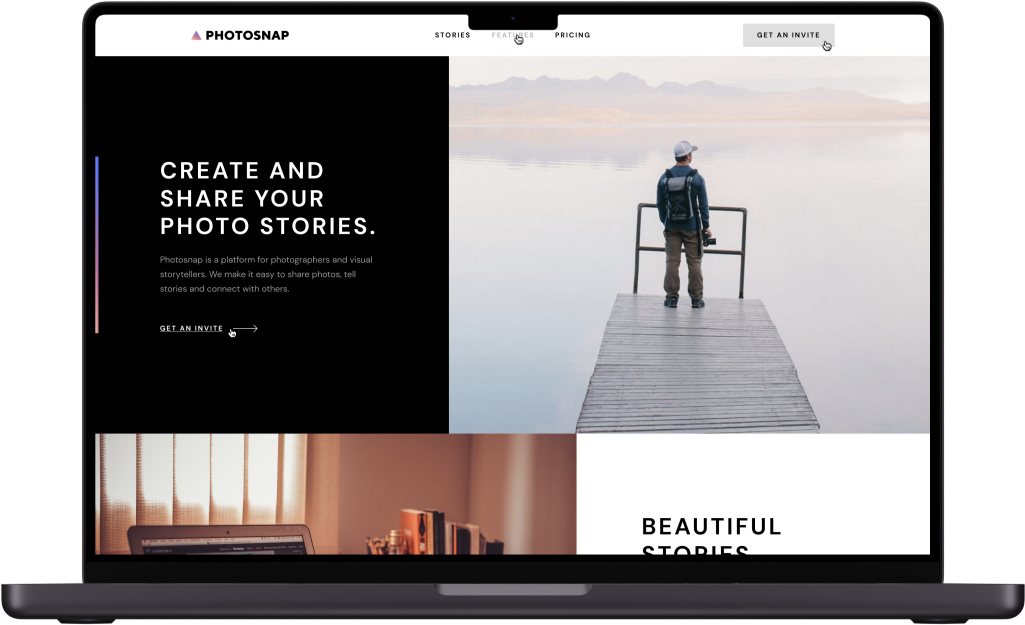 PHOTOSNAP
STORIES
FEATURES
PRICING
GET AN INVITE
CREATE AND
SHARE YOUR
PHOTO STORIES.
Photosnap is a platform for photographers and visual
storytellers. We make it easy to share photos, tell
stories and connect with others.
GET AN INVITE
BEAUTIFUL
STORIES